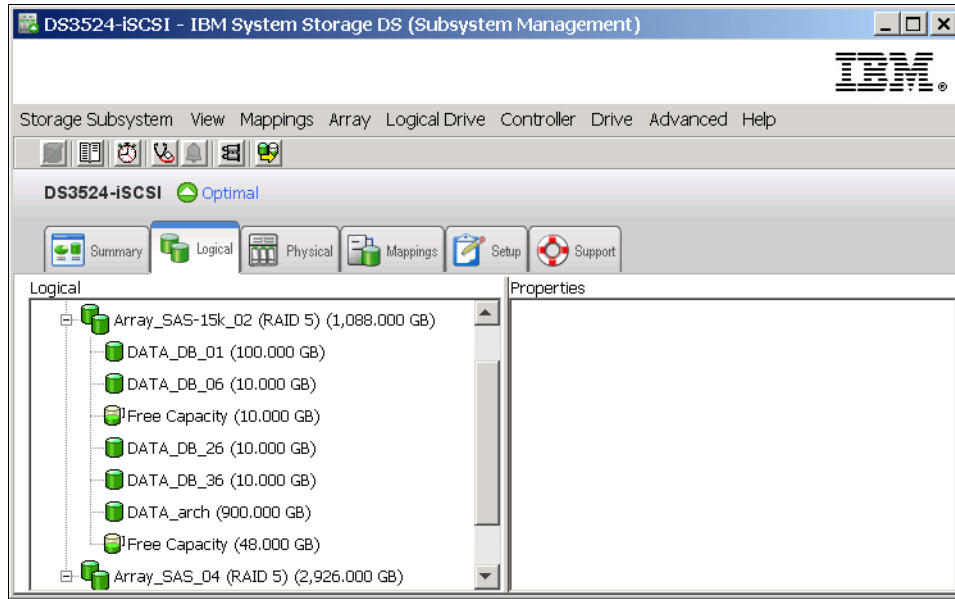 DS3524-iSCSI - IBM System Storage DS (Subsystem Management)
IBM®
Storage Subsystem View Mappings Array Logical Drive Controller Drive Advanced Help
DS3524-iSCSI Optimal
Summary Logical Physical Mappings Setup Support
Logical Properties
Array_SAS-15k_02 (RAID 5) (1,088.000 GB)
DATA_DB_01 (100.000 GB)
DATA_DB_06 (10.000 GB)
Free Capacity (10.000 GB)
DATA_DB_26 (10.000 GB)
DATA_DB_36 (10.000 GB)
DATA_arch (900.000 GB)
Free Capacity (48.000 GB)
Array_SAS_04 (RAID 5) (2,926.000 GB)